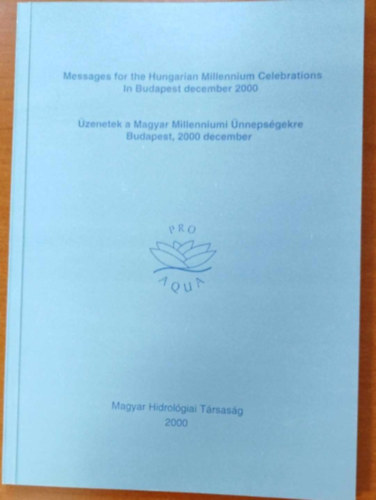 Messages for the Hungarian Millennium Celebrations
In Budapest december 2000
Üzenetek a Magyar Millenniumi Ünnepségekre
Budapest, 2000 december
PRO
AQUA
Magyar Hidrológiai Társaság
2000